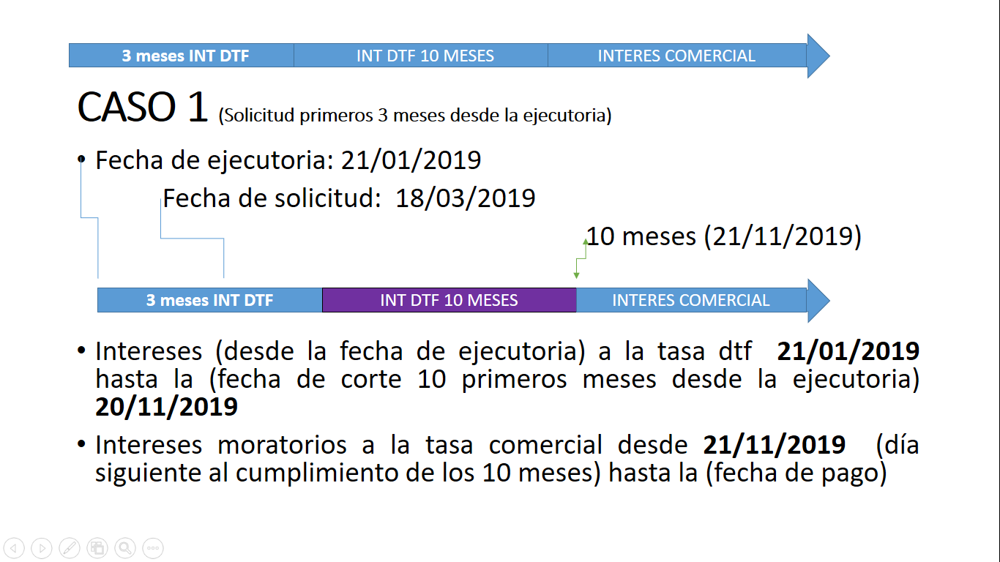 3 meses INT DTF INT DTF 10 MESES INTERES COMERCIAL
CASO 1 (Solicitud primeros 3 meses desde la ejecutoria)
• Fecha de ejecutoria: 21/01/2019
Fecha de solicitud: 18/03/2019
10 meses (21/11/2019)
3 meses INT DTF INT DTF 10 MESES INTERES COMERCIAL
• Intereses (desde la fecha de ejecutoria) a la tasa dtf 21/01/2019
hasta la (fecha de corte 10 primeros meses desde la ejecutoria)
20/11/2019
• Intereses moratorios a la tasa comercial desde 21/11/2019 (día
siguiente al cumplimiento de los 10 meses) hasta la (fecha de pago)